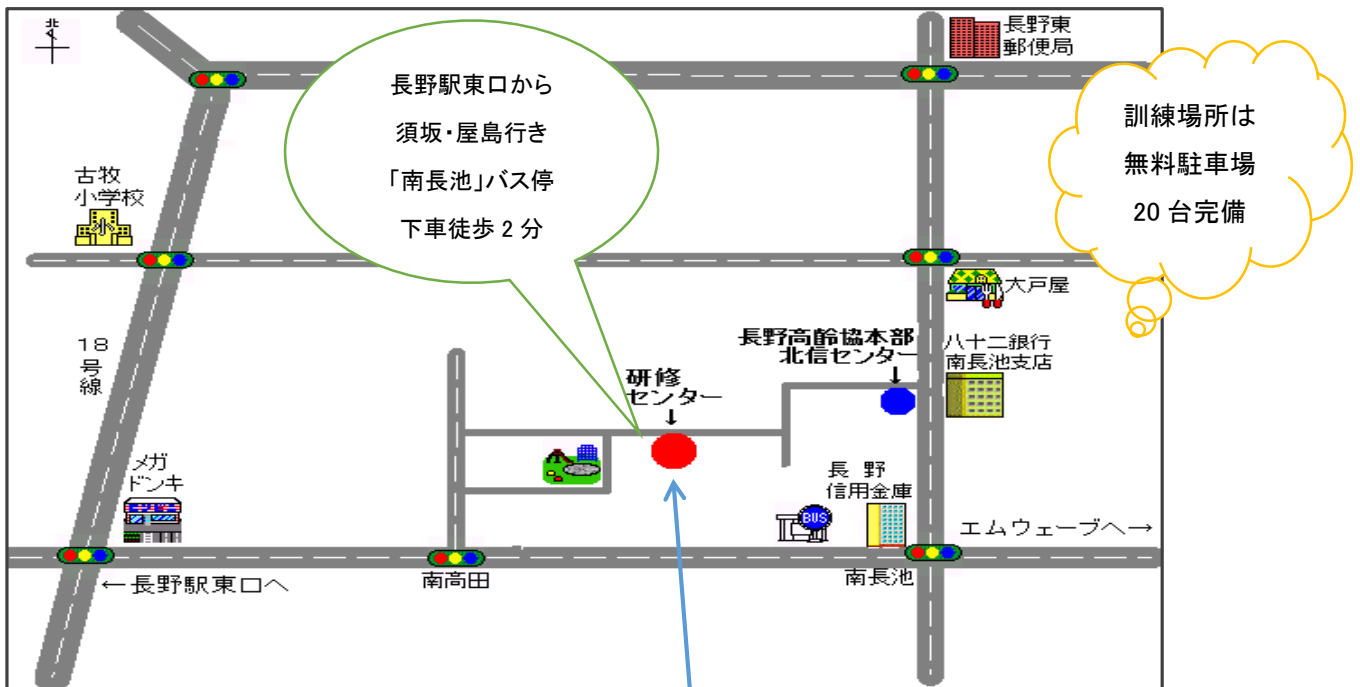 北
長野東
郵便局
長野駅東口から
須坂・屋島行き
「南長池」バス停
下車徒歩 2 分
訓練場所は
無料駐車場
20 台完備
古牧
小学校
大戸屋
18
号
線
長野高齢協本部
北信センター
↓
八十二銀行
南長池支店
研修
センター
↓
メガ
ドンキ
長 野
信用金庫
BUS
エムウェーブへ→
←長野駅東口へ
南高田
南長池